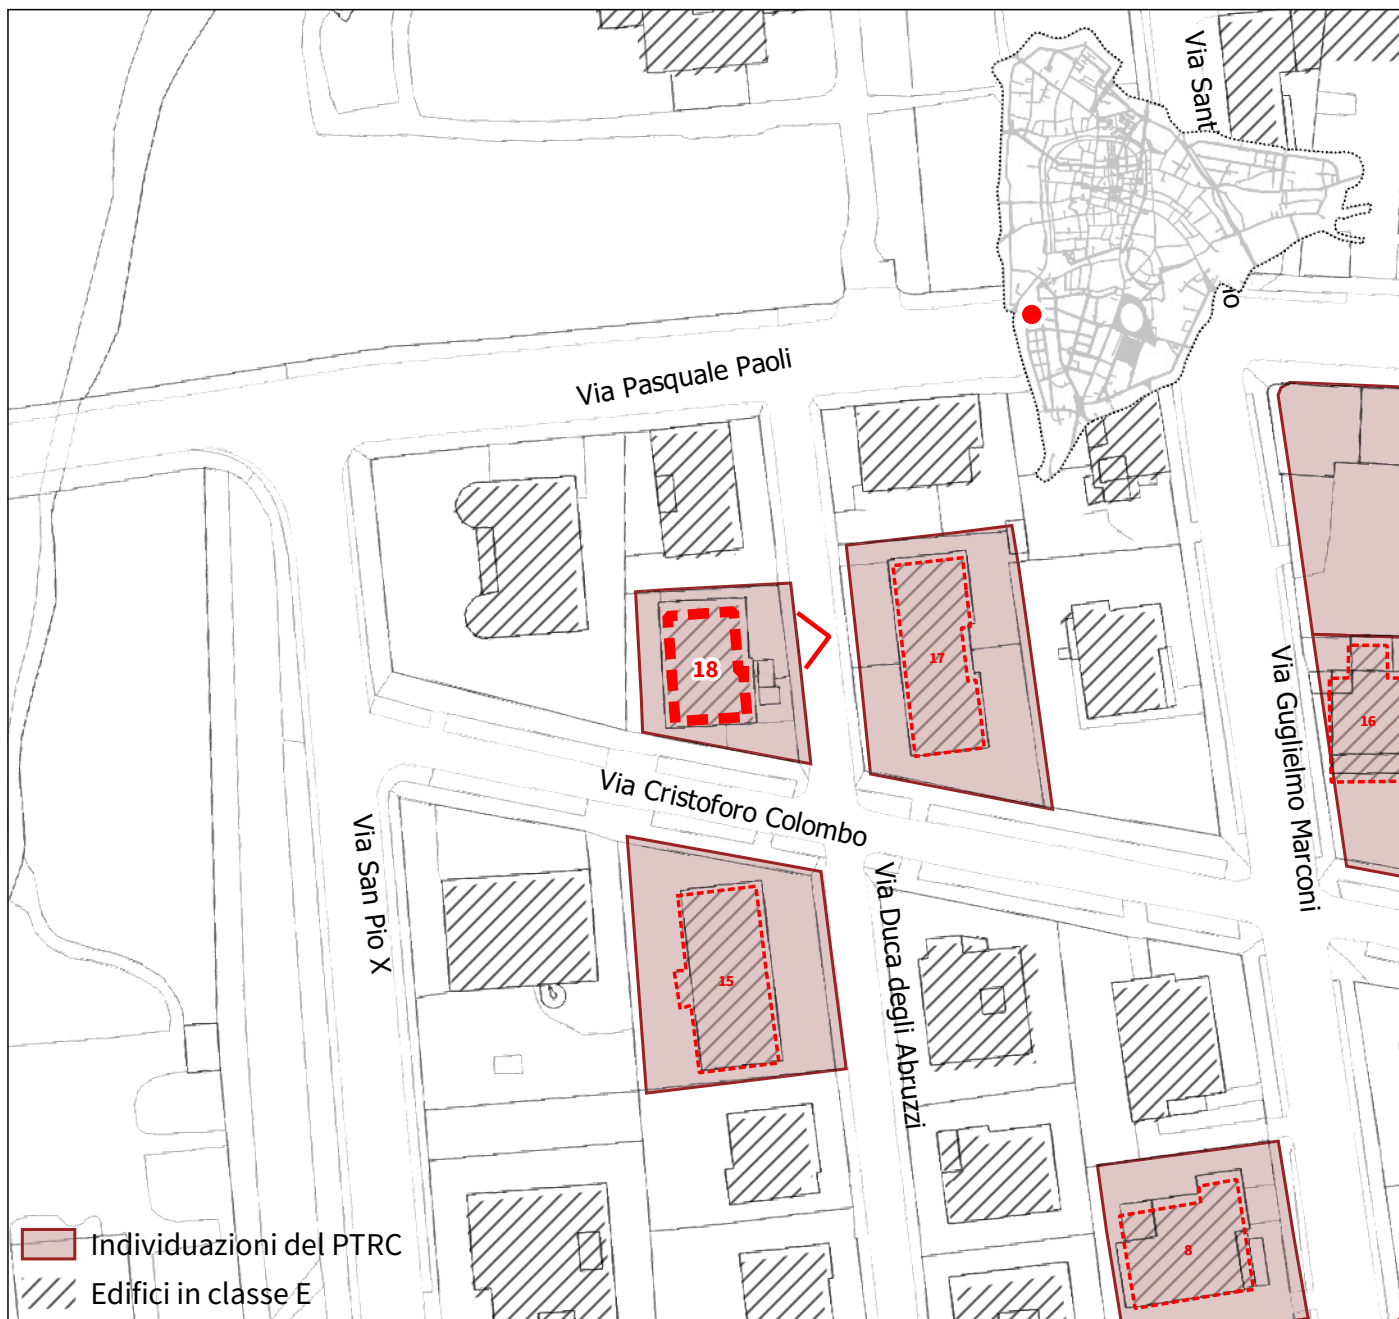 Via Sant
io
Via Pasquale Paoli
18
17
16
Via Guglielmo Marconi
Via Cristoforo Colombo
Via San Pio X
Via Duca degli Abruzzi
15
8
Individuazioni del PTRC
Edifici in classe E